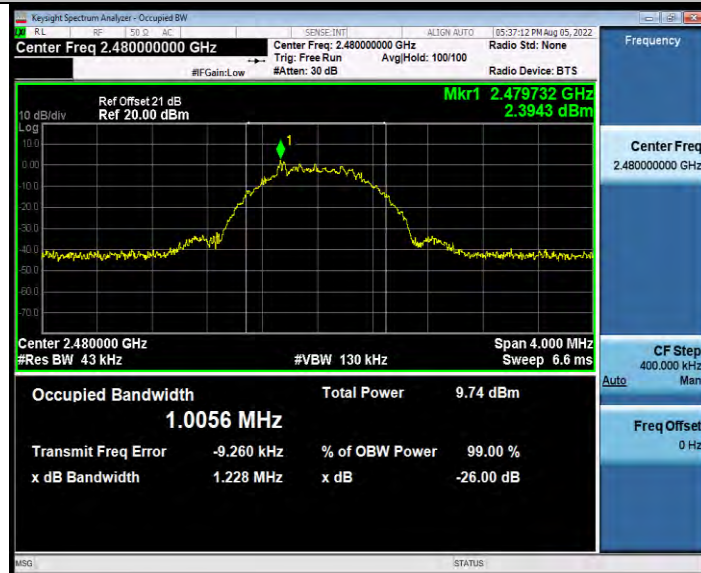 Keysight Spectrum Analyzer - Occupied BW
RL RF 50 Ω AC SENSE:INT ALIGN AUTO 05:37:12 PM Aug 05, 2022
Center Freq 2.480000000 GHz
Center Freq: 2.480000000 GHz Radio Std: None
Trig: Free Run Avg|Hold: 100/100
#IFGain:Low #Atten: 30 dB Radio Device: BTS
Mkr1 2.479732 GHz
2.3943 dBm
Ref Offset 21 dB
10 dB/div Ref 20.00 dBm
Log
10.0
0.00
-10.0
-20.0
-30.0
-40.0
-50.0
-60.0
-70.0
1
Center 2.480000 GHz Span 4.000 MHz
#Res BW 43 kHz #VBW 130 kHz Sweep 6.6 ms
Occupied Bandwidth Total Power 9.74 dBm
1.0056 MHz
Transmit Freq Error -9.260 kHz % of OBW Power 99.00 %
x dB Bandwidth 1.228 MHz x dB -26.00 dB
MSG STATUS
Frequency
Center Freq
2.480000000 GHz
CF Step
400.000 kHz
Auto Man
Freq Offset
0 Hz